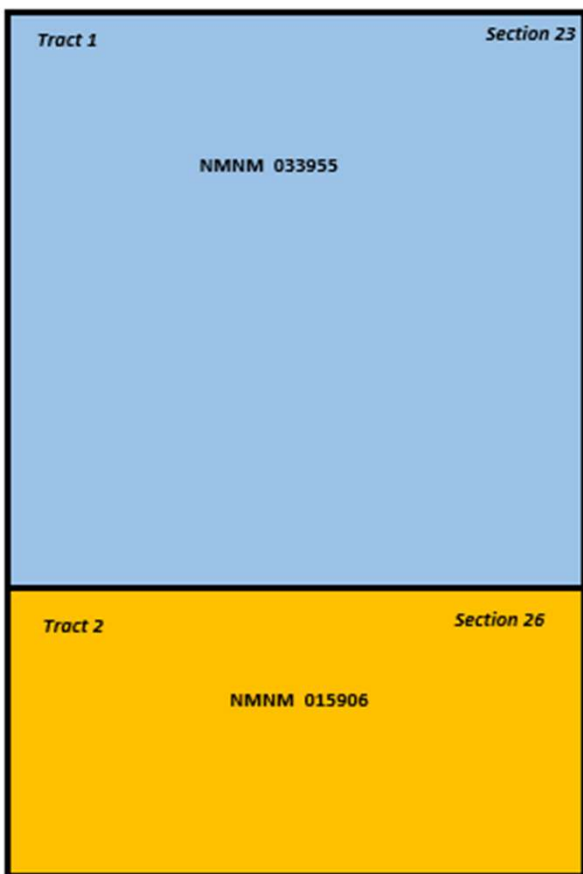 Tract 1
Section 23
NMNM 033955
Tract 2
Section 26
NMNM 015906